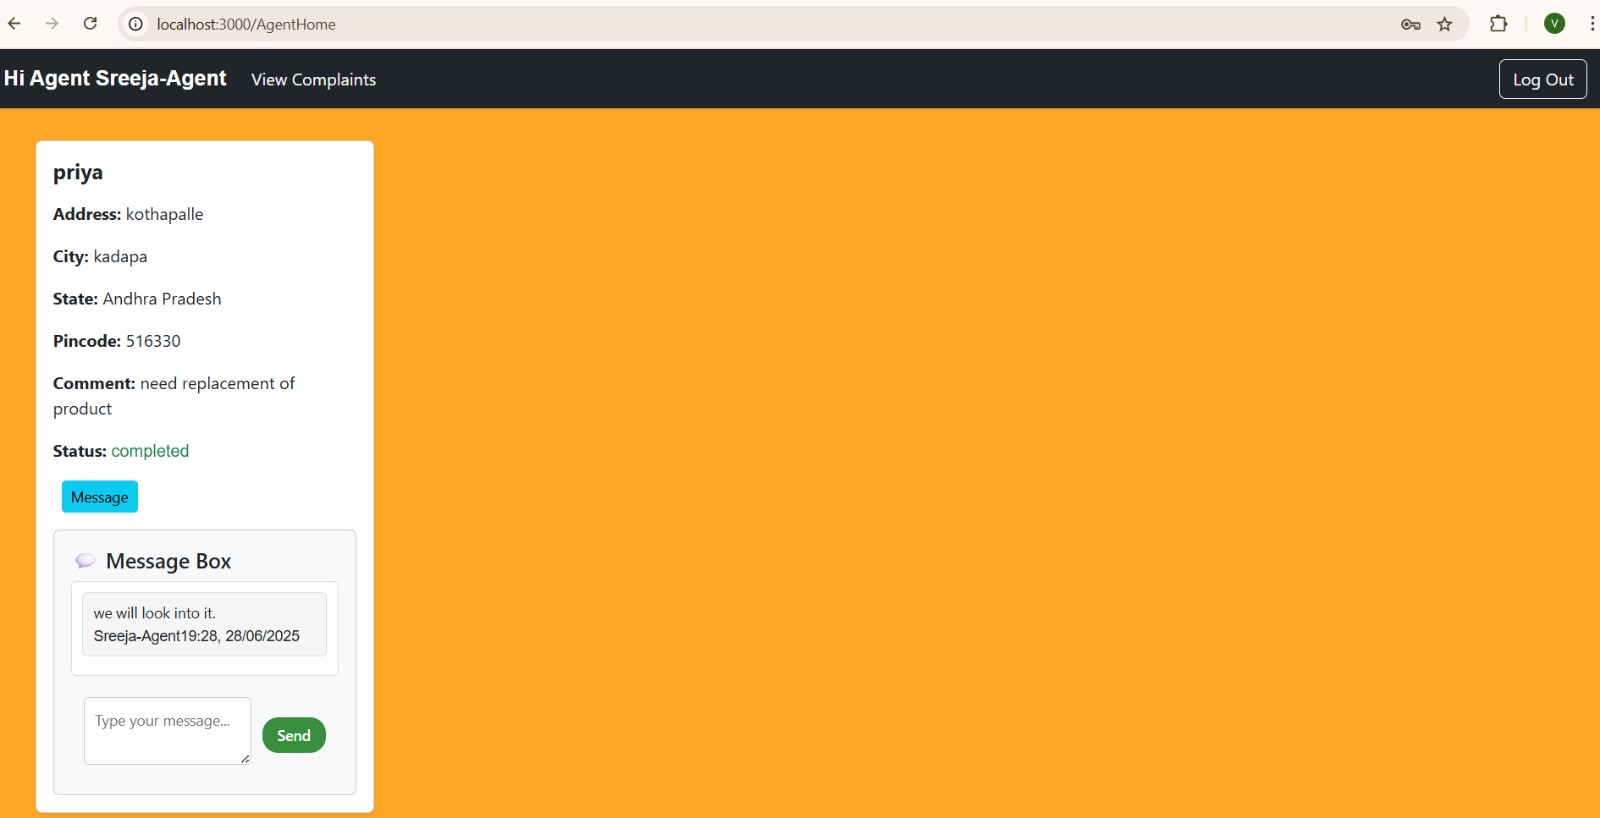 localhost:3000/AgentHome
V
Hi Agent Sreeja-Agent
View Complaints
Log Out
priya
Address: kothapalle
City: kadapa
State: Andhra Pradesh
Pincode: 516330
Comment: need replacement of
product
Status: completed
Message
Message Box
we will look into it.
Sreeja-Agent19:28, 28/06/2025
Type your message...
Send